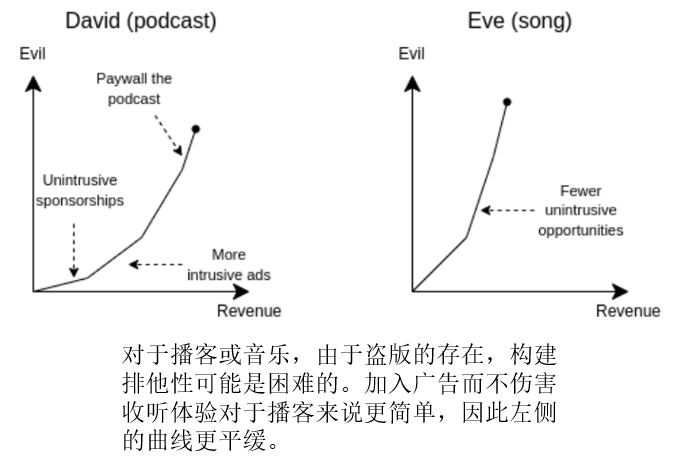 David (podcast)
Evil
Paywall the
podcast
Unintrusive
sponsorships
More
intrusive ads
Revenue
Eve (song)
Evil
Fewer
unintrusive
opportunities
Revenue
对于播客或音乐，由于盗版的存在，构建
排他性可能是困难的。加入广告而不伤害
收听体验对于播客来说更简单，因此左侧
的曲线更平缓。